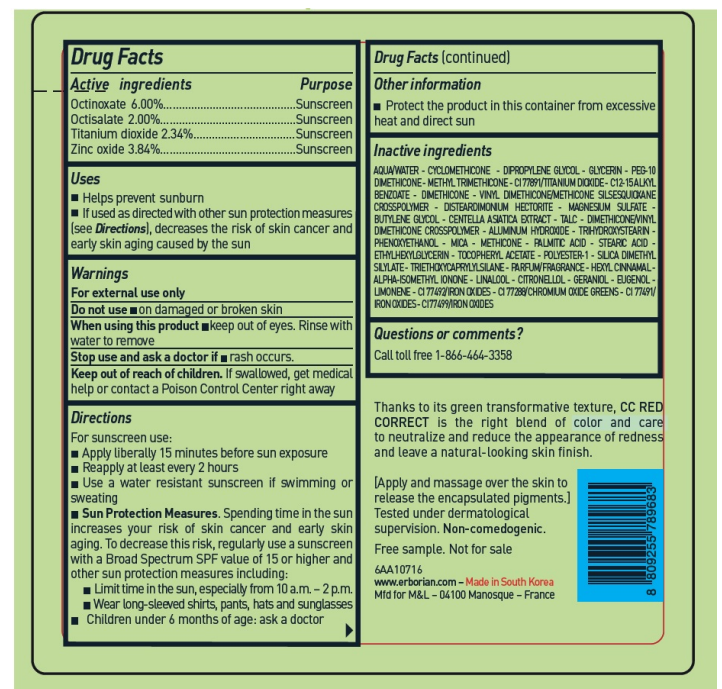 Drug Facts
Active ingredients Purpose
Octinoxate 6.00%......................................Sunscreen
Octisalate 2.00%.......................................Sunscreen
Titanium dioxide 2.34%.............................Sunscreen
Zinc oxide 3.84%.......................................Sunscreen
Uses
■ Helps prevent sunburn
■ If used as directed with other sun protection measures
(see Directions), decreases the risk of skin cancer and
early skin aging caused by the sun
Warnings
For external use only
Do not use ■ on damaged or broken skin
When using this product ■ keep out of eyes. Rinse with
water to remove
Stop use and ask a doctor if ■ rash occurs.
Keep out of reach of children. If swallowed, get medical
help or contact a Poison Control Center right away
Directions
For sunscreen use:
■ Apply liberally 15 minutes before sun exposure
■ Reapply at least every 2 hours
■ Use a water resistant sunscreen if swimming or
sweating
■ Sun Protection Measures. Spending time in the sun
increases your risk of skin cancer and early skin
aging. To decrease this risk, regularly use a sunscreen
with a Broad Spectrum SPF value of 15 or higher and
other sun protection measures including:
■ Limit time in the sun, especially from 10 a.m. – 2 p.m.
■ Wear long-sleeved shirts, pants, hats and sunglasses
■ Children under 6 months of age: ask a doctor
Drug Facts (continued)
Other information
■ Protect the product in this container from excessive
heat and direct sun
Inactive ingredients
AQUA/WATER - CYCLOMETHICONE - DIPROPYLENE GLYCOL - GLYCERIN - PEG-10
DIMETHICONE - METHYL TRIMETHICONE - CI 77891/TITANIUM DIOXIDE - C12-15 ALKYL
BENZOATE - DIMETHICONE - VINYL DIMETHICONE/METHICONE SILSESQUIOXANE
CROSSPOLYMER - DISTEARDIMONIUM HECTORITE - MAGNESIUM SULFATE -
BUTYLENE GLYCOL - CENTELLA ASIATICA EXTRACT - TALC - DIMETHICONE/VINYL
DIMETHICONE CROSSPOLYMER - ALUMINUM HYDROXIDE - TRIHYDROXYSTEARIN -
PHENOXYETHANOL - MICA - METHICONE - PALMITIC ACID - STEARIC ACID -
ETHYLHEXYLGLYCERIN - TOCOPHERYL ACETATE - POLYESTER-1 - SILICA DIMETHYL
SILYLATE - TRIETHOXYCAPRYLYLSILANE - PARFUM/FRAGRANCE - HEXYL CINNAMAL -
ALPHA-ISOMETHYL IONONE - LINALOOL - CITRONELLOL - GERANIOL - EUGENOL -
LIMONENE - CI 77492/IRON OXIDES - CI 77288/CHROMIUM OXIDE GREENS - CI 77491/
IRON OXIDES - CI 77499/IRON OXIDES
Questions or comments?
Call toll free 1-866-464-3358
Thanks to its green transformative texture, CC RED
CORRECT is the right blend of color and care
to neutralize and reduce the appearance of redness
and leave a natural-looking skin finish.
[Apply and massage over the skin to
release the encapsulated pigments.]
Tested under dermatological
supervision. Non-comedogenic.
Free sample. Not for sale
6AA10716
www.erborian.com – Made in South Korea
Mfd for M&L – 04100 Manosque – France
8 809255 789683